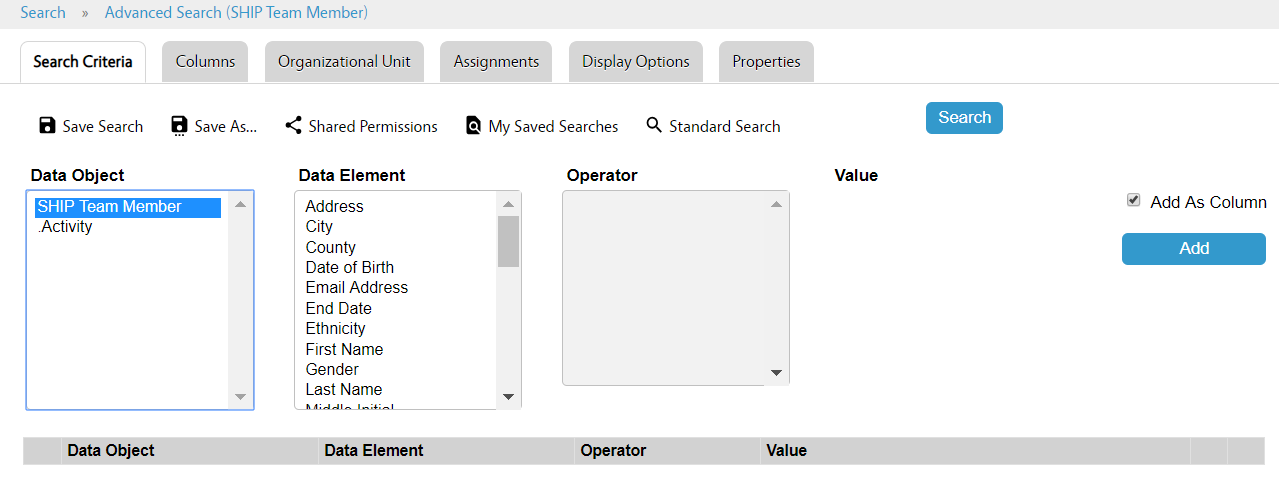 Search » Advanced Search (SHIP Team Member)
Search Criteria Columns Organizational Unit Assignments Display Options Properties
Save Search Save As... Shared Permissions My Saved Searches Standard Search Search
Data Object Data Element Operator Value
SHIP Team Member
.Activity
Address
City
County
Date of Birth
Email Address
End Date
Ethnicity
First Name
Gender
Last Name
Middle Initial
Add As Column
Add
Data Object Data Element Operator Value